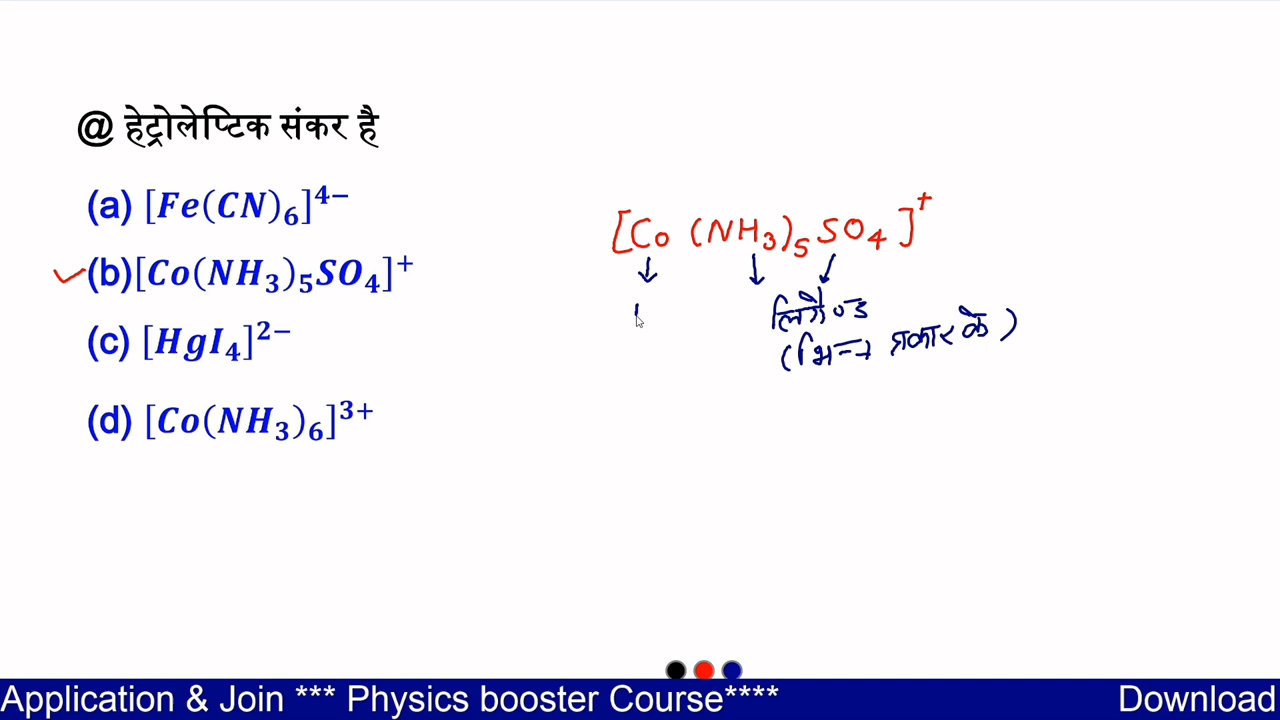 @ हेट्रोलेप्टिक संकर है
(a) [Fe(CN)₆]⁴⁻
(b)[Co(NH₃)₅SO₄]⁺
(c) [HgI₄]²⁻
(d) [Co(NH₃)₆]³⁺
[Co (NH₃)₅ SO₄]⁺
लिगैण्ड
(भिन्न प्रकार के)
Application & Join *** Physics booster Course**** Download